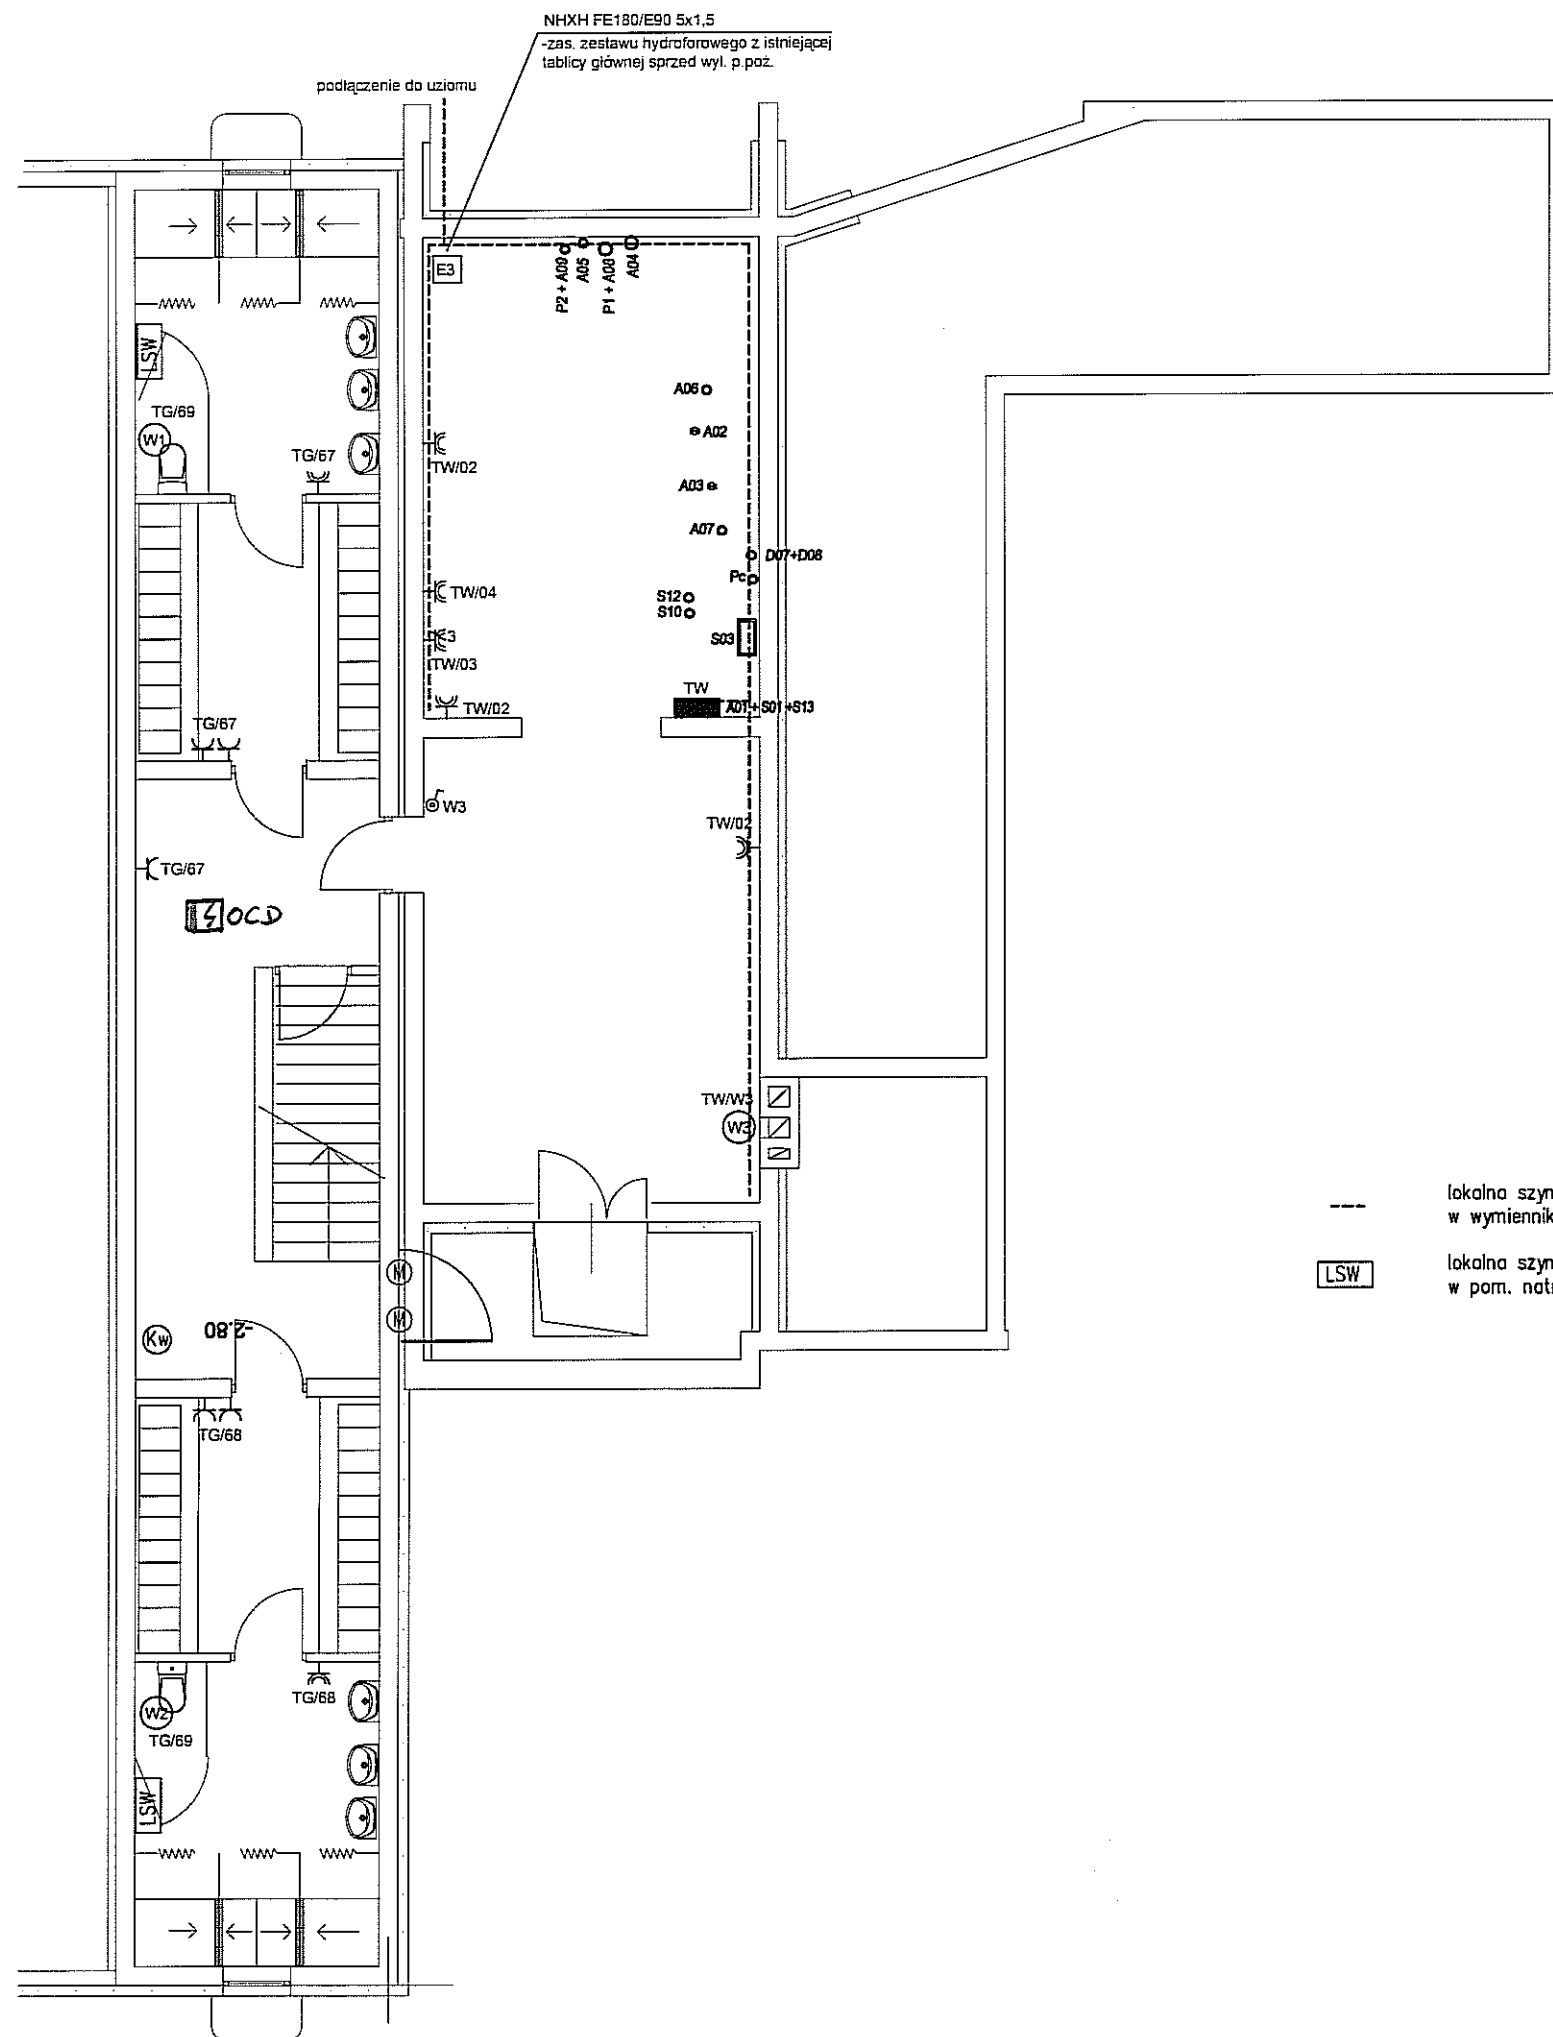 NHXH FE180/E90 5x1,5
-zas. zestawu hydroforowego z istniejącej
tablicy głównej sprzed wył. p.poż.
podłączenie do uziomu
E3
P2 + A09
A05
P1 + A08
A04
LSW
TG/69
W1
TG/67
TW/02
A06
A02
A03
A07
D07+D08
Pc
TW/04
S12
S10
3
S03
TW/03
TW
TW/02
A01 + S01 +S13
TG/67
W3
TW/02
TG/67
OCD
TW/W3
W3
lokalna szyn
w wymiennik
LSW
lokalna szyn
w pom. nat
M
M
Kw
-2.80
TG/68
TG/68
W2
TG/69
LSW